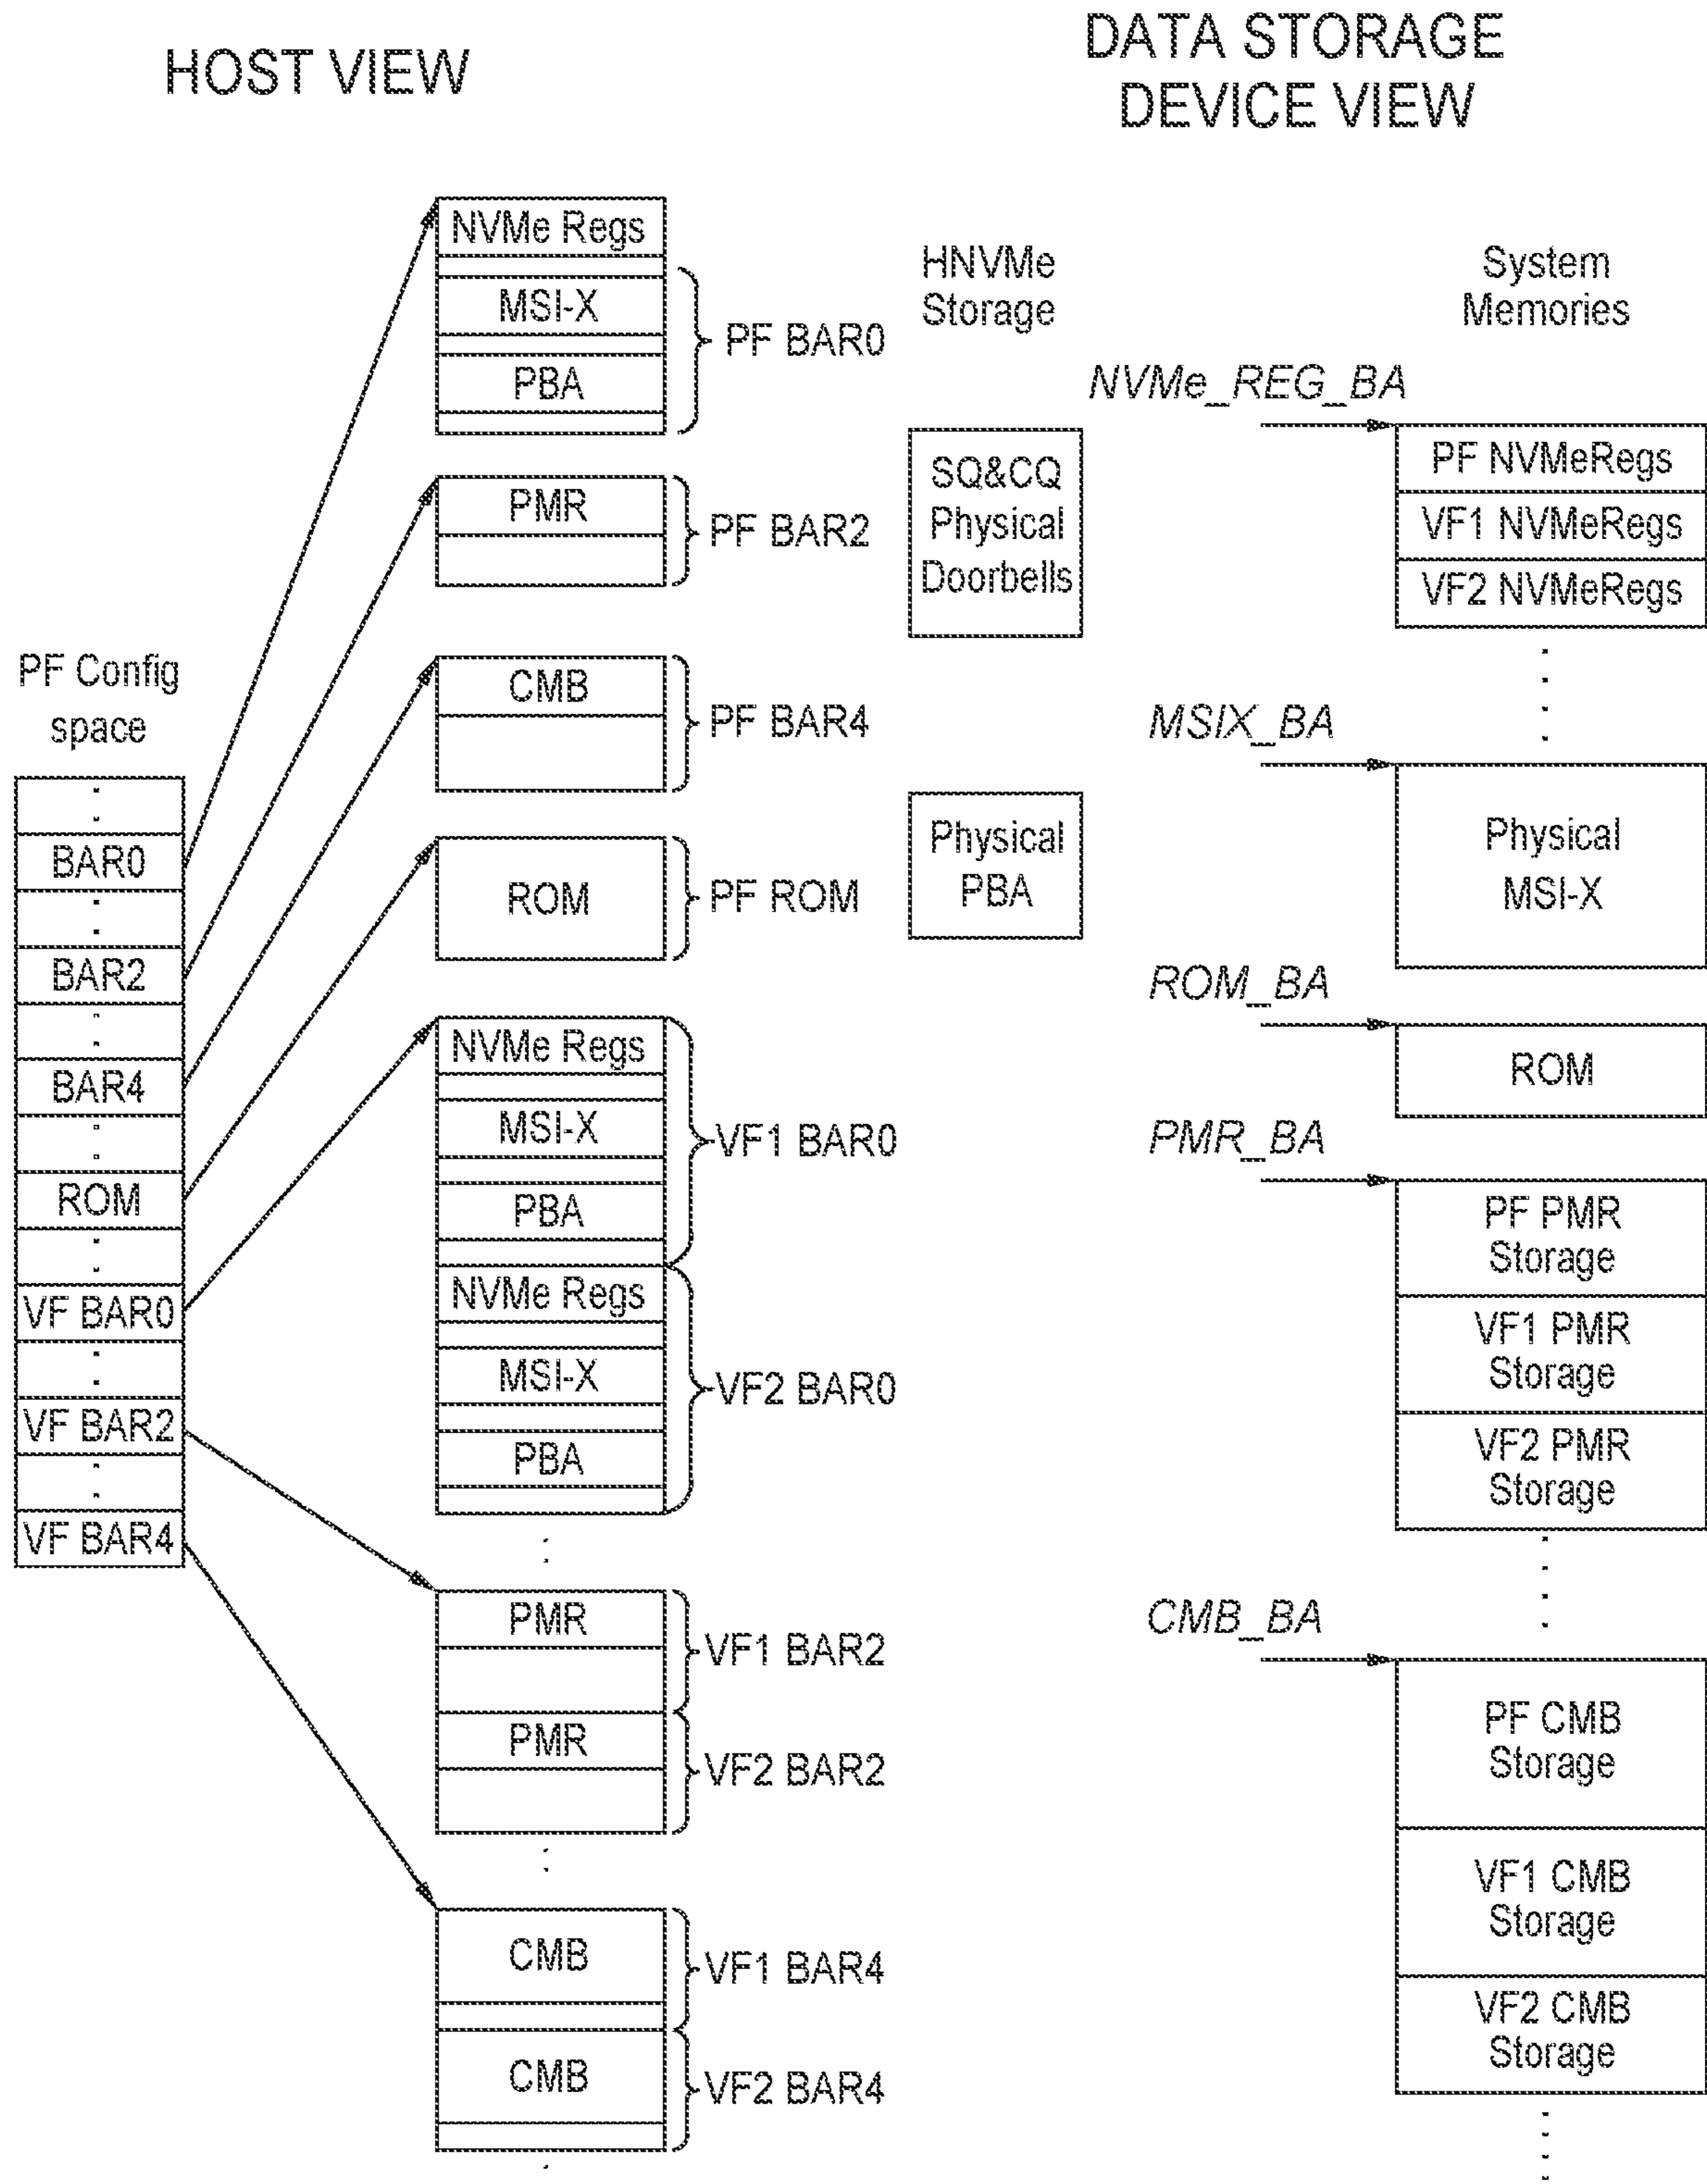 HOST VIEW
DATA STORAGE
DEVICE VIEW
PF Config
space
BAR0
BAR2
BAR4
ROM
VF BAR0
VF BAR2
VF BAR4
NVMe Regs
MSI-X
PBA
PF BAR0
PMR
PF BAR2
CMB
PF BAR4
ROM
PF ROM
NVMe Regs
MSI-X
PBA
VF1 BAR0
NVMe Regs
MSI-X
PBA
VF2 BAR0
PMR
VF1 BAR2
PMR
VF2 BAR2
CMB
VF1 BAR4
CMB
VF2 BAR4
HNVMe
Storage
SQ&CQ
Physical
Doorbells
Physical
PBA
System
Memories
NVMe_REG_BA
PF NVMeRegs
VF1 NVMeRegs
VF2 NVMeRegs
MSIX_BA
Physical
MSI-X
ROM_BA
ROM
PMR_BA
PF PMR
Storage
VF1 PMR
Storage
VF2 PMR
Storage
CMB_BA
PF CMB
Storage
VF1 CMB
Storage
VF2 CMB
Storage